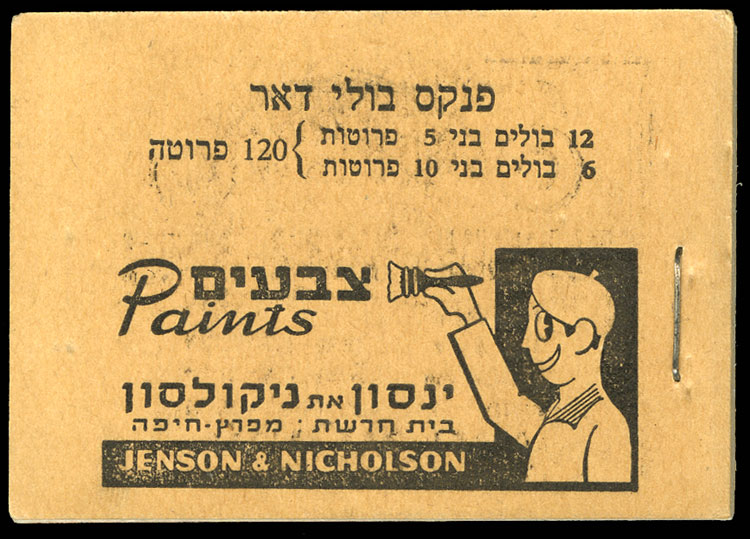 פנקס בולי דאר
12 בולים בני 5 פרוטות
6 בולים בני 10 פרוטות
120 פרוטה
צבעים
Paints
ינסון את ניקולסון
בית חרשת : מפרץ-חיפה
JENSON & NICHOLSON